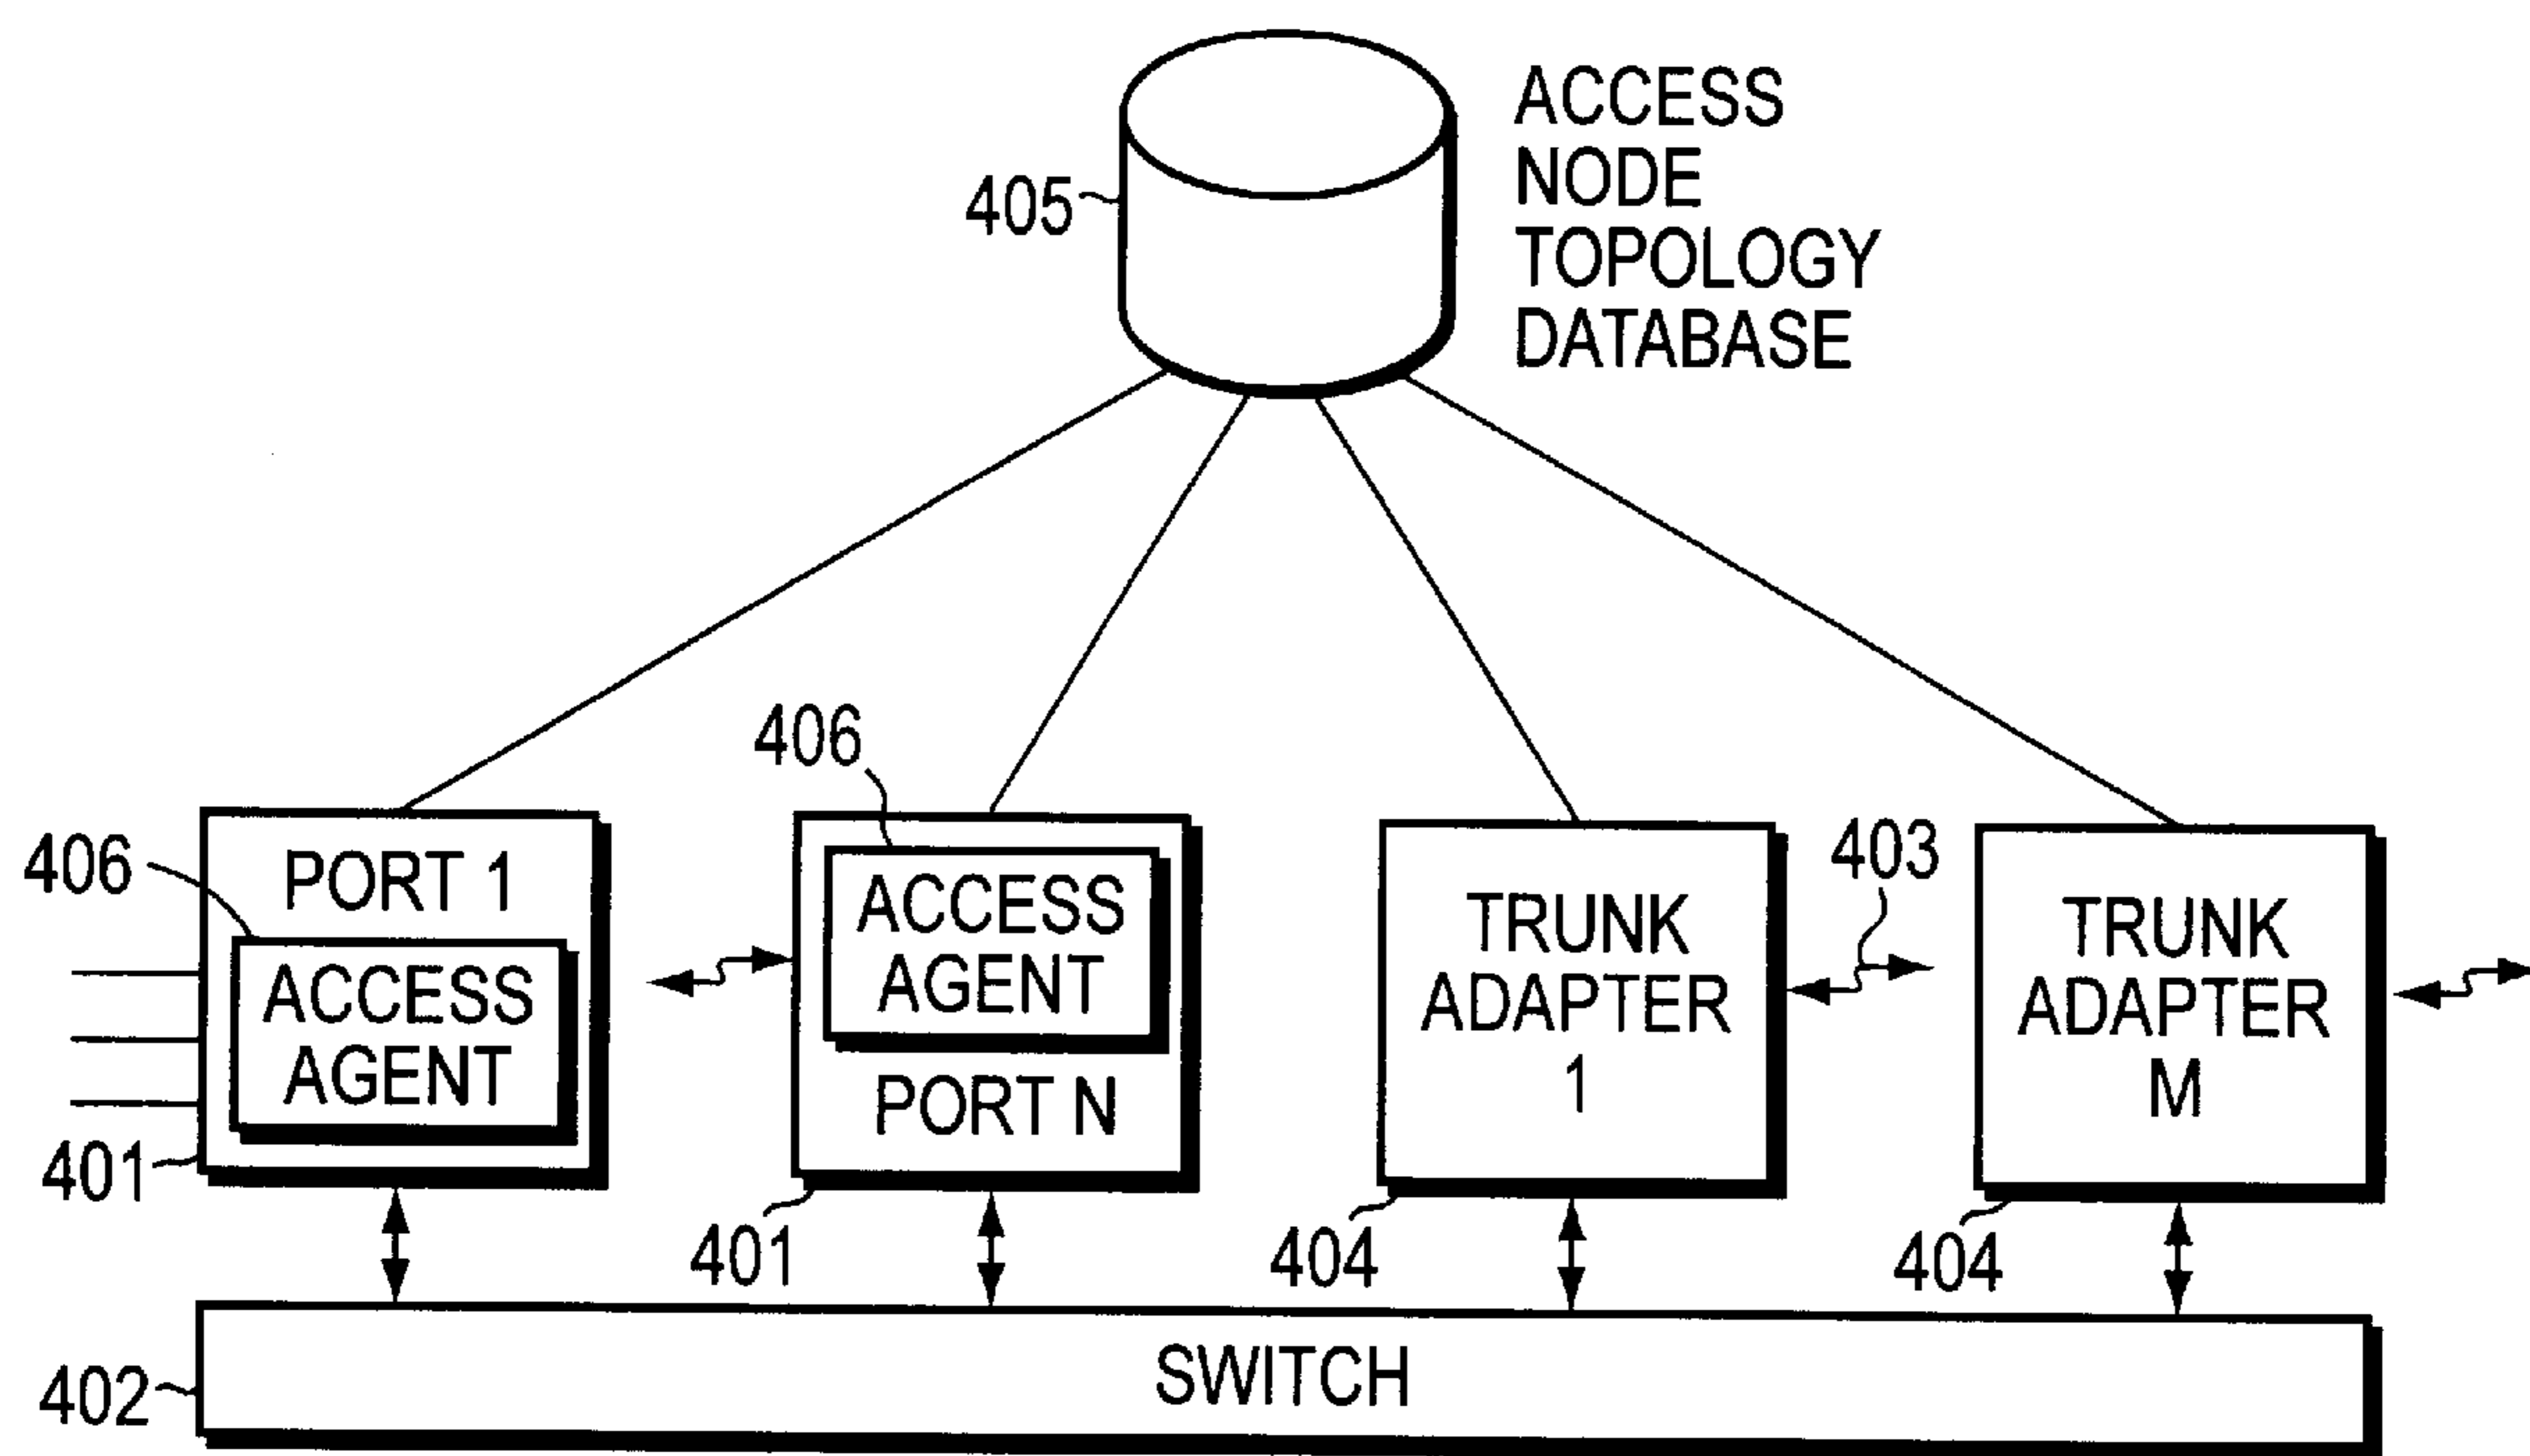 ACCESS
NODE
TOPOLOGY
DATABASE
405
406
406
PORT 1
ACCESS
AGENT
401
ACCESS
AGENT
PORT N
401
TRUNK
ADAPTER
1
404
403
TRUNK
ADAPTER
M
404
SWITCH
402